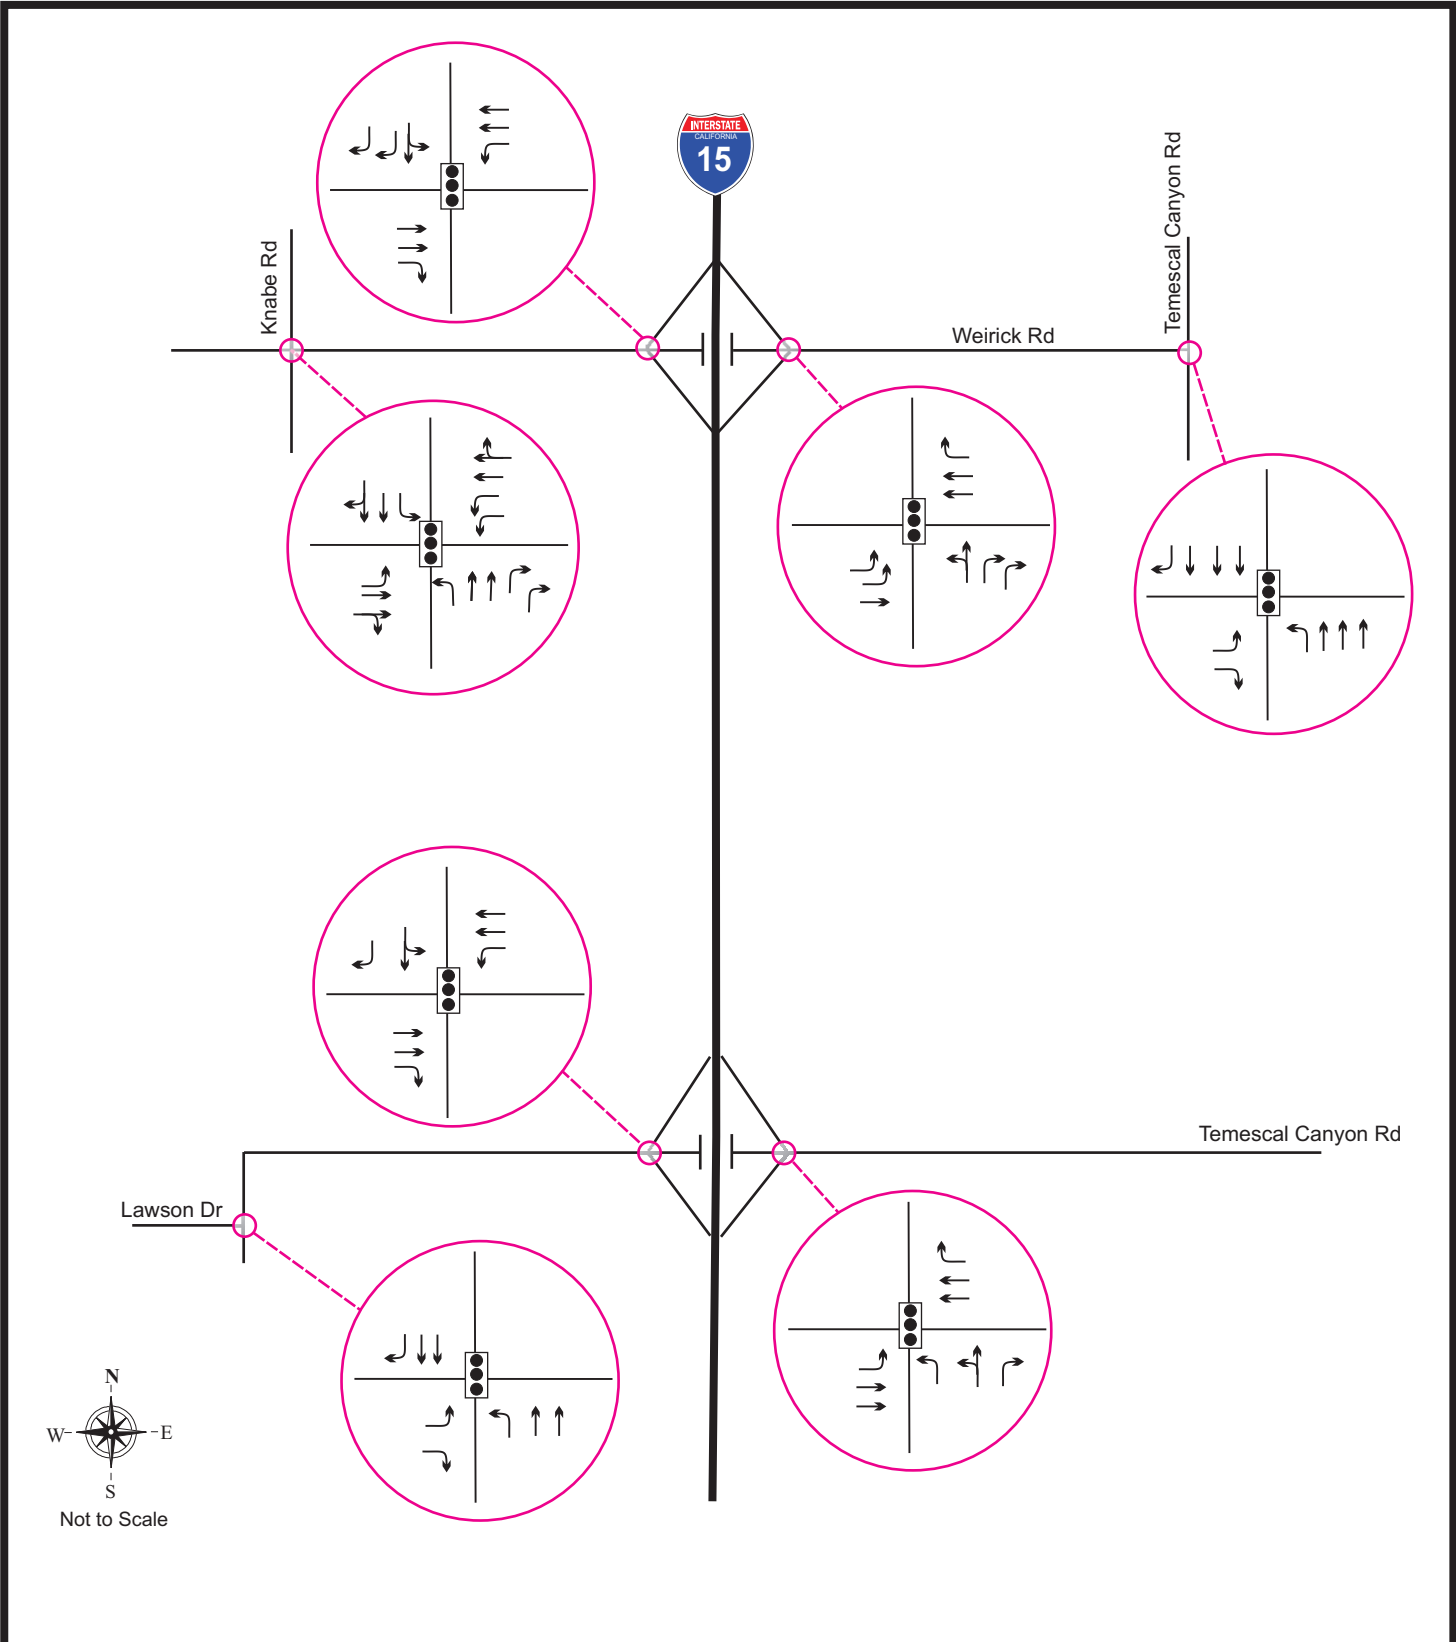 INTERSTATE
CALIFORNIA
15
Knabe Rd
Weirick Rd
Temescal Canyon Rd
Temescal Canyon Rd
Lawson Dr
N
W
E
S
Not to Scale